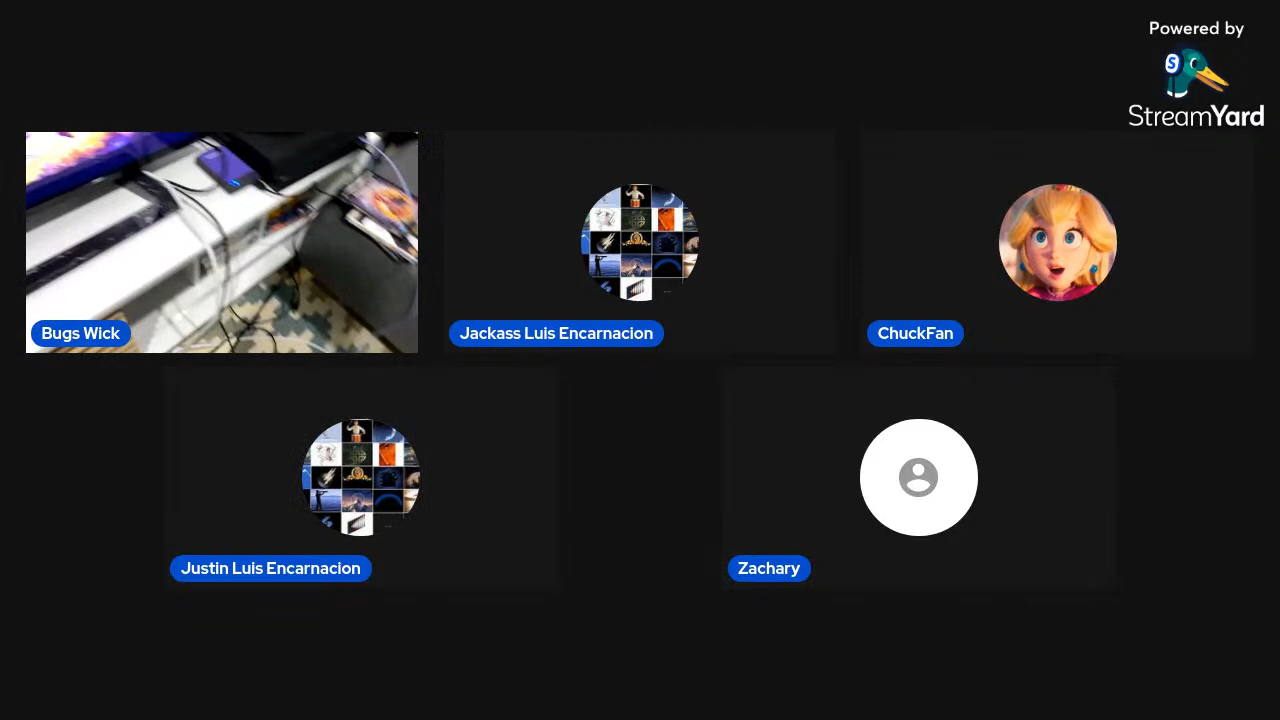 Powered by
StreamYard
Bugs Wick
Jackass Luis Encarnacion
ChuckFan
Justin Luis Encarnacion
Zachary